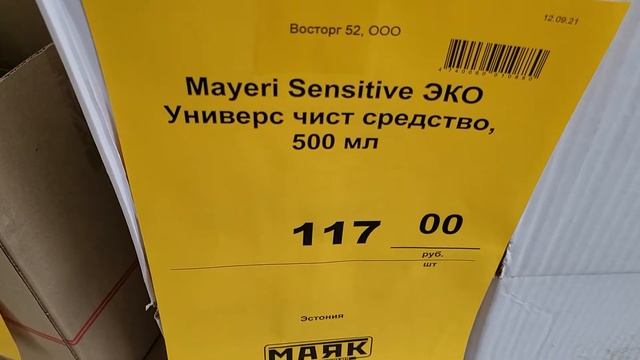 12.09.21
Восторг 52, ООО
Mayeri Sensitive ЭКО
Универс чист средство,
500 мл
117 00
руб.
шт
Эстония
МАЯК